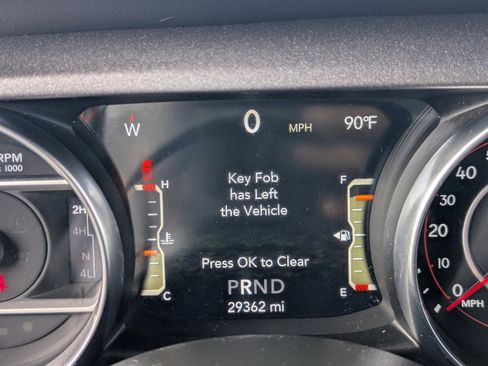 W 0 MPH 90°F
RPM
x 1000
H
Key Fob
has Left
the Vehicle
F
2H
4H
N
4L
Press OK to Clear
PRND
C
29362 mi
E
40
30
20
10
0
MPH